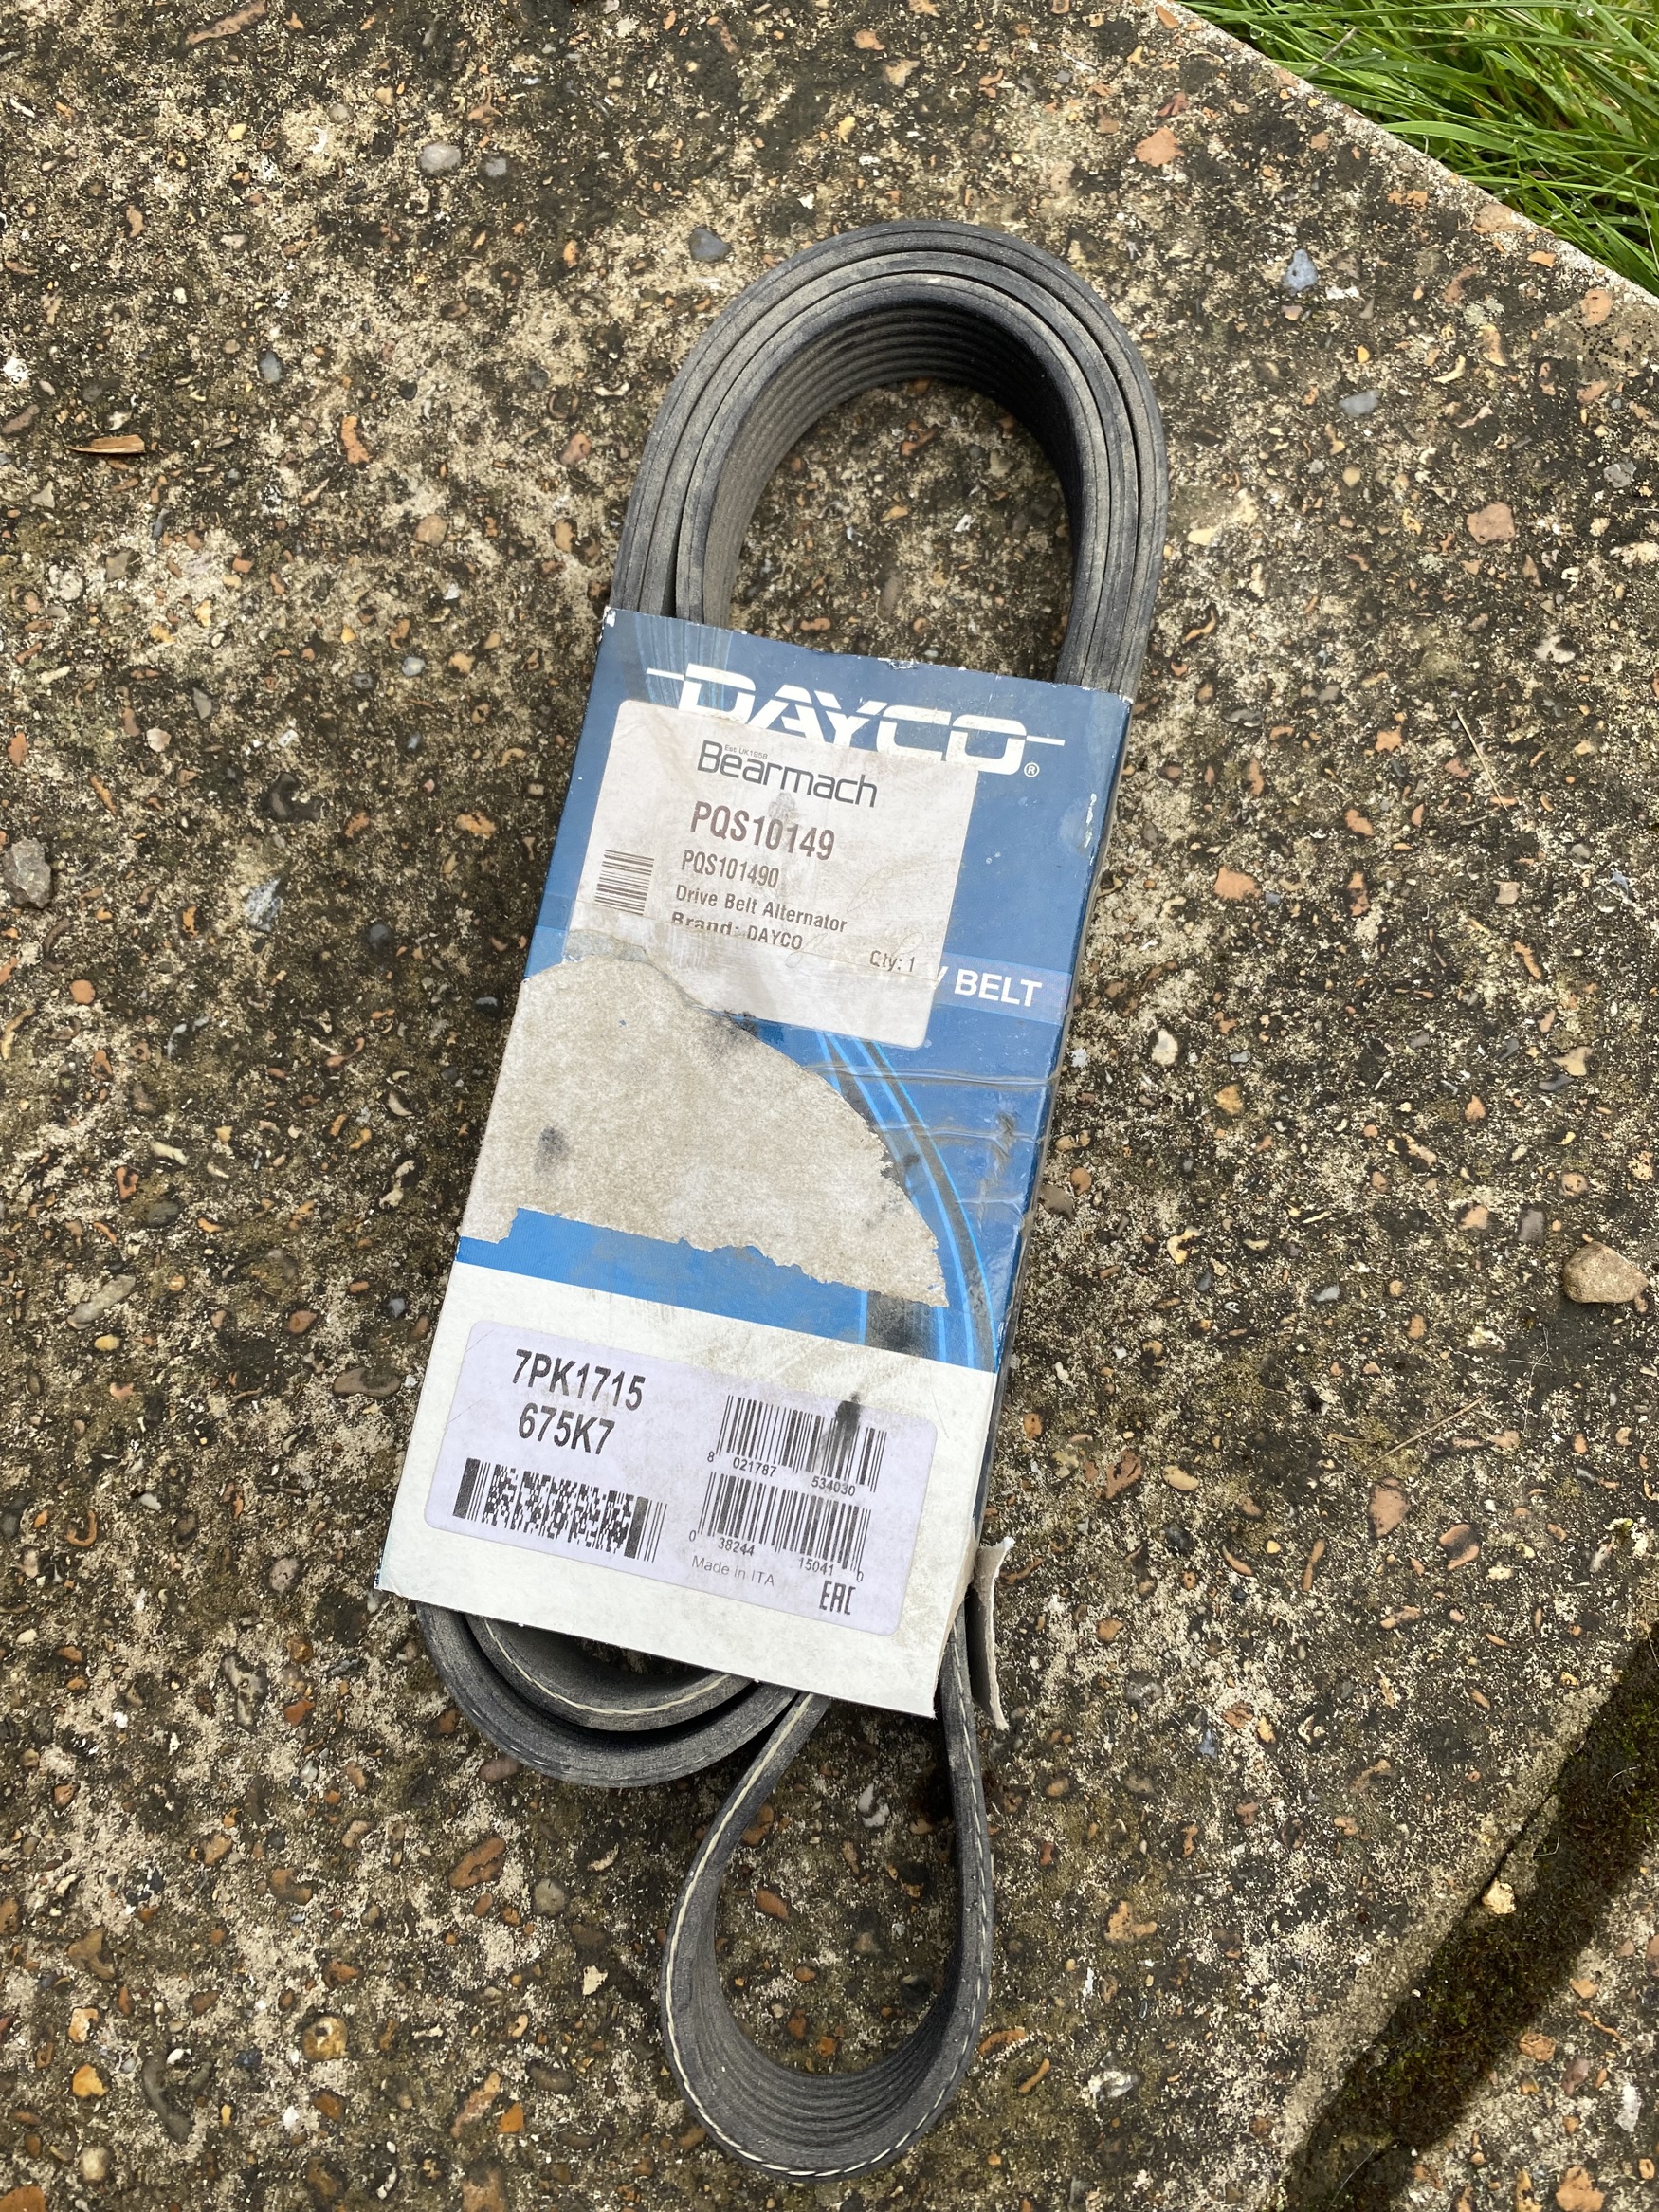 DAYCO®
Est UK1958
Bearmach
PQS10149
PQS101490
Drive Belt Alternator
Brand: DAYCO
Qty: 1
BELT
7PK1715
675K7
8 021787 534030
0 38244 15041 0
Made in ITA
EAC